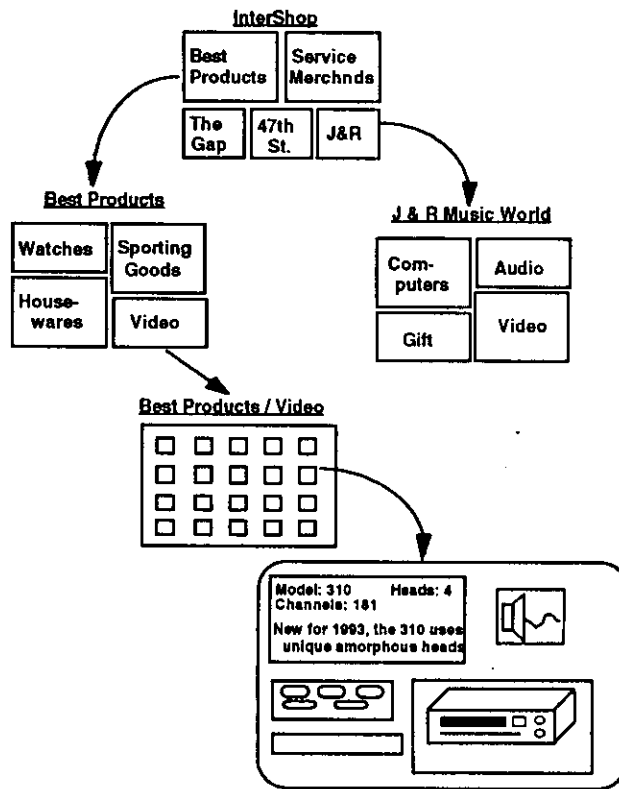 InterShop
Best
Products
Service
Merchnds
The
Gap
47th
St.
J&R
Best Products
Watches
Sporting
Goods
House-
wares
Video
J & R Music World
Com-
puters
Audio
Gift
Video
Best Products / Video
Model: 310 Heads: 4
Channels: 181
New for 1993, the 310 uses
unique amorphous heads